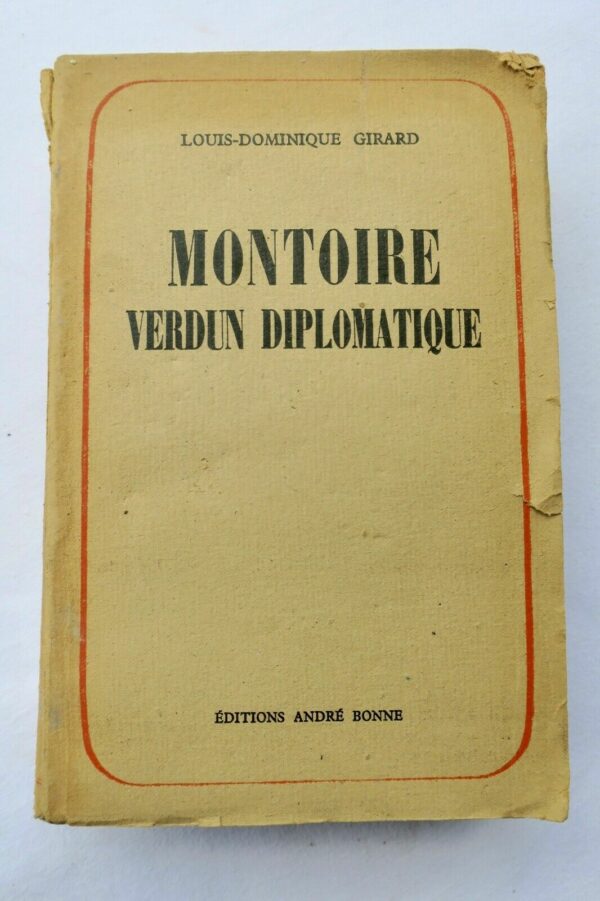 LOUIS-DOMINIQUE GIRARD
MONTOIRE
VERDUN DIPLOMATIQUE
ÉDITIONS ANDRÉ BONNE